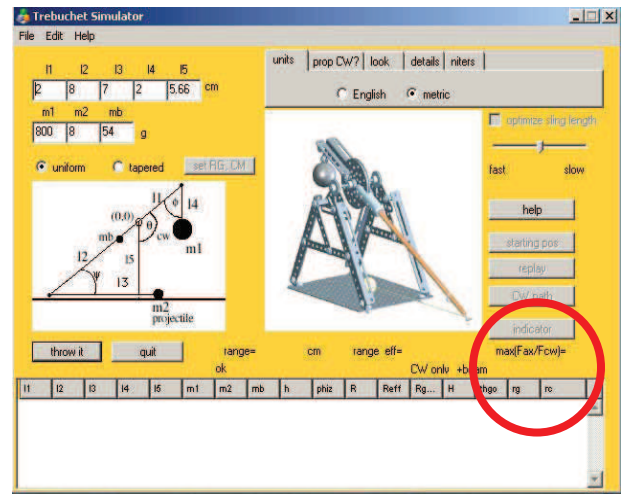 Trebuchet Simulator
File Edit Help
l1 l2 l3 l4 l5
2 8 7 2 5.66 cm
m1 m2 mb
800 8 54 g
uniform tapered set RG, CM
units prop CW? look details niters
English metric
optimize sling length
fast slow
help
starting pos
replay
CW path
indicator
l1 ϕ l4
(0,0) θ
mb cw m1
l2 l5
ψ l3
m2
projectile
throw it quit range= cm range eff= max(Fax/Fcw)=
ok CW only +beam
l1 l2 l3 l4 l5 m1 m2 mb h phiz R Reff Rg... H rg rc